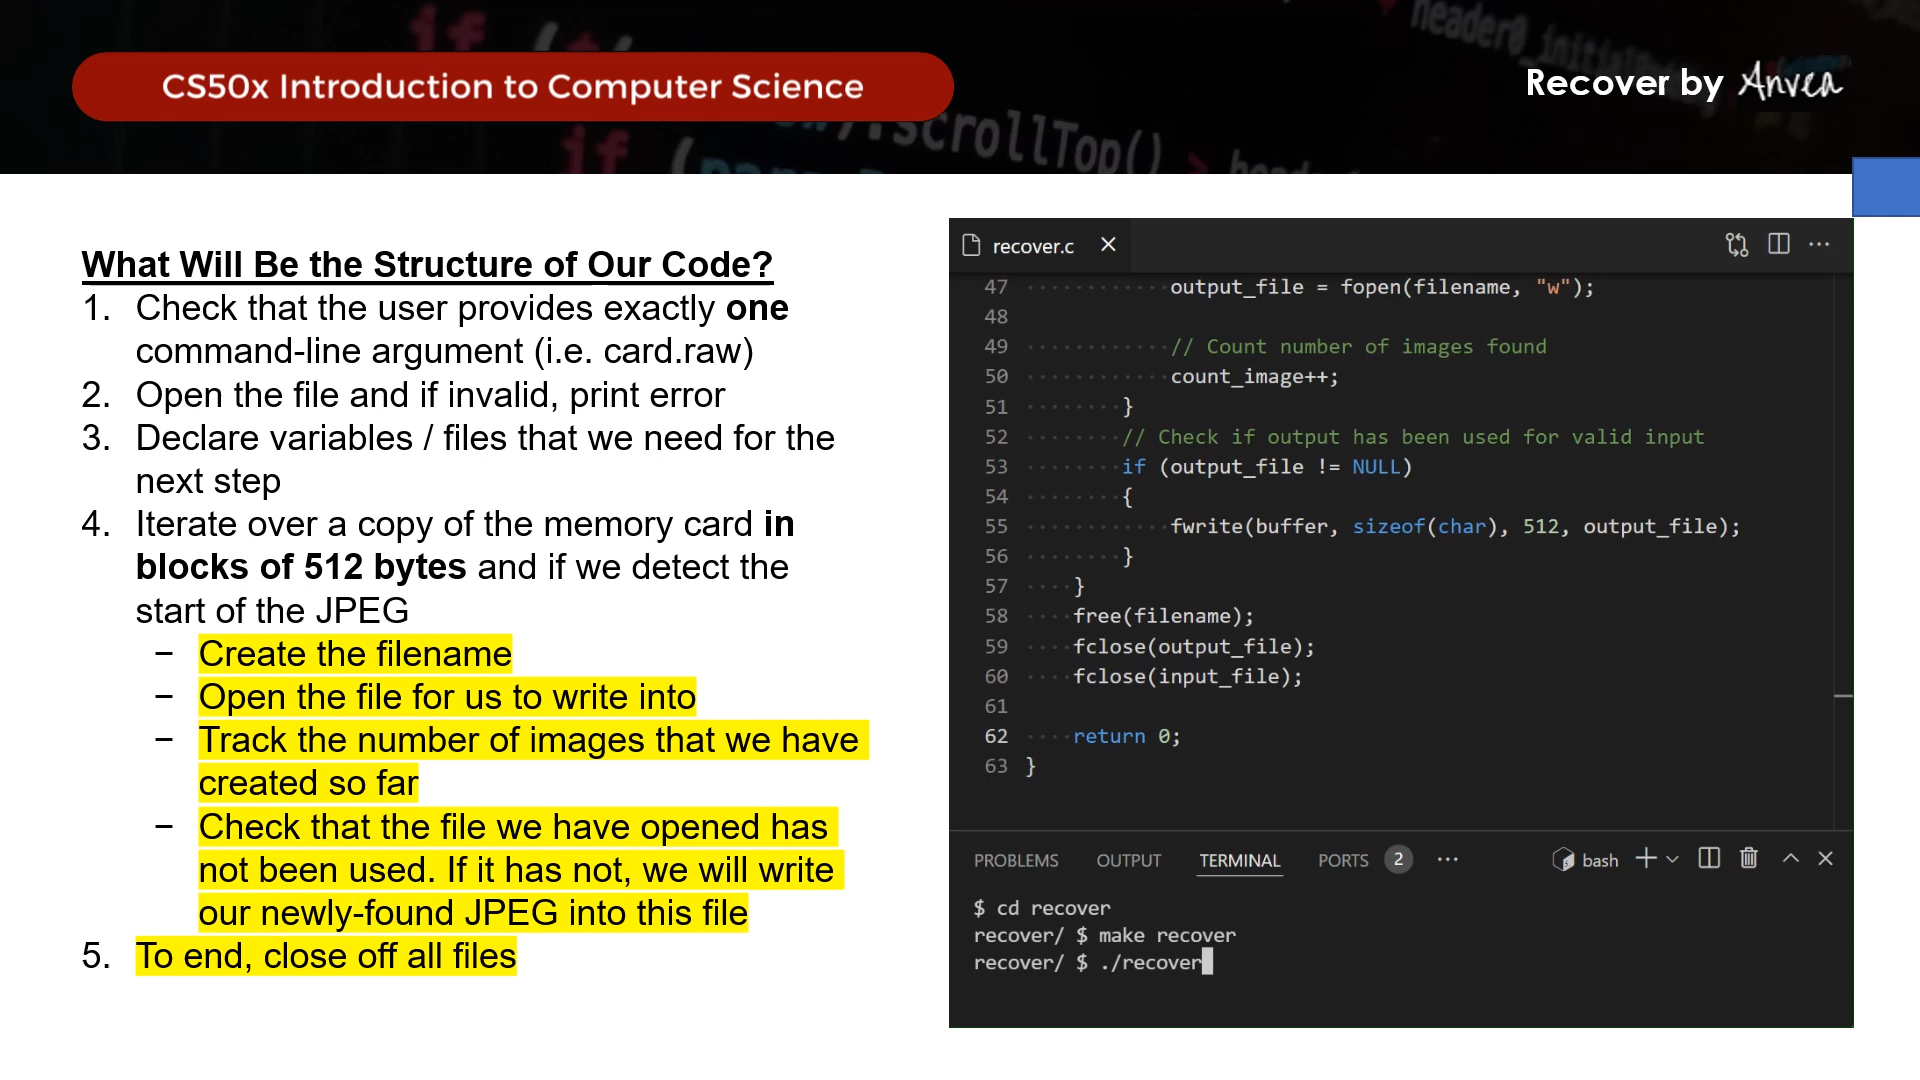 if (
header0_initial
CS50x Introduction to Computer Science
Recover by Anvea
.scrollTop() > 
if (
What Will Be the Structure of Our Code?
1. Check that the user provides exactly one
command-line argument (i.e. card.raw)
2. Open the file and if invalid, print error
3. Declare variables / files that we need for the
next step
4. Iterate over a copy of the memory card in
blocks of 512 bytes and if we detect the
start of the JPEG
– Create the filename
– Open the file for us to write into
– Track the number of images that we have
created so far
– Check that the file we have opened has
not been used. If it has not, we will write
our newly-found JPEG into this file
5. To end, close off all files
recover.c
47 output_file = fopen(filename, "w");
48
49 // Count number of images found
50 count_image++;
51 }
52 // Check if output has been used for valid input
53 if (output_file != NULL)
54 {
55 fwrite(buffer, sizeof(char), 512, output_file);
56 }
57 }
58 free(filename);
59 fclose(output_file);
60 fclose(input_file);
61
62 return 0;
63 }
PROBLEMS OUTPUT TERMINAL PORTS 2 ··· bash
$ cd recover
recover/ $ make recover
recover/ $ ./recover